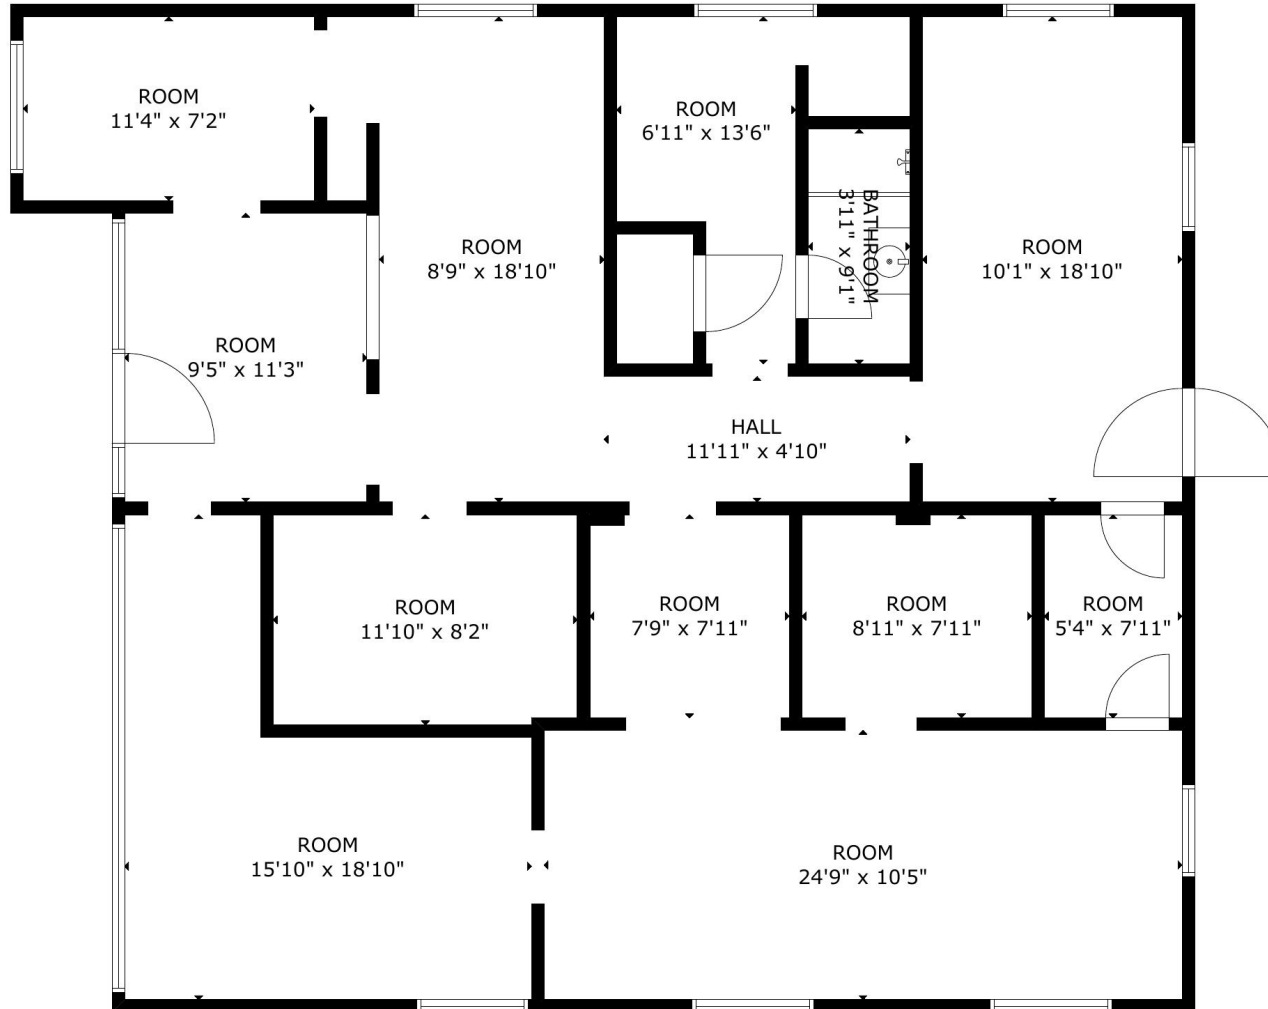 ROOM
11'4" x 7'2"
ROOM
6'11" x 13'6"
ROOM
8'9" x 18'10"
BATHROOM
3'11" x 9'1"
ROOM
10'1" x 18'10"
ROOM
9'5" x 11'3"
HALL
11'11" x 4'10"
ROOM
11'10" x 8'2"
ROOM
7'9" x 7'11"
ROOM
8'11" x 7'11"
ROOM
5'4" x 7'11"
ROOM
15'10" x 18'10"
ROOM
24'9" x 10'5"